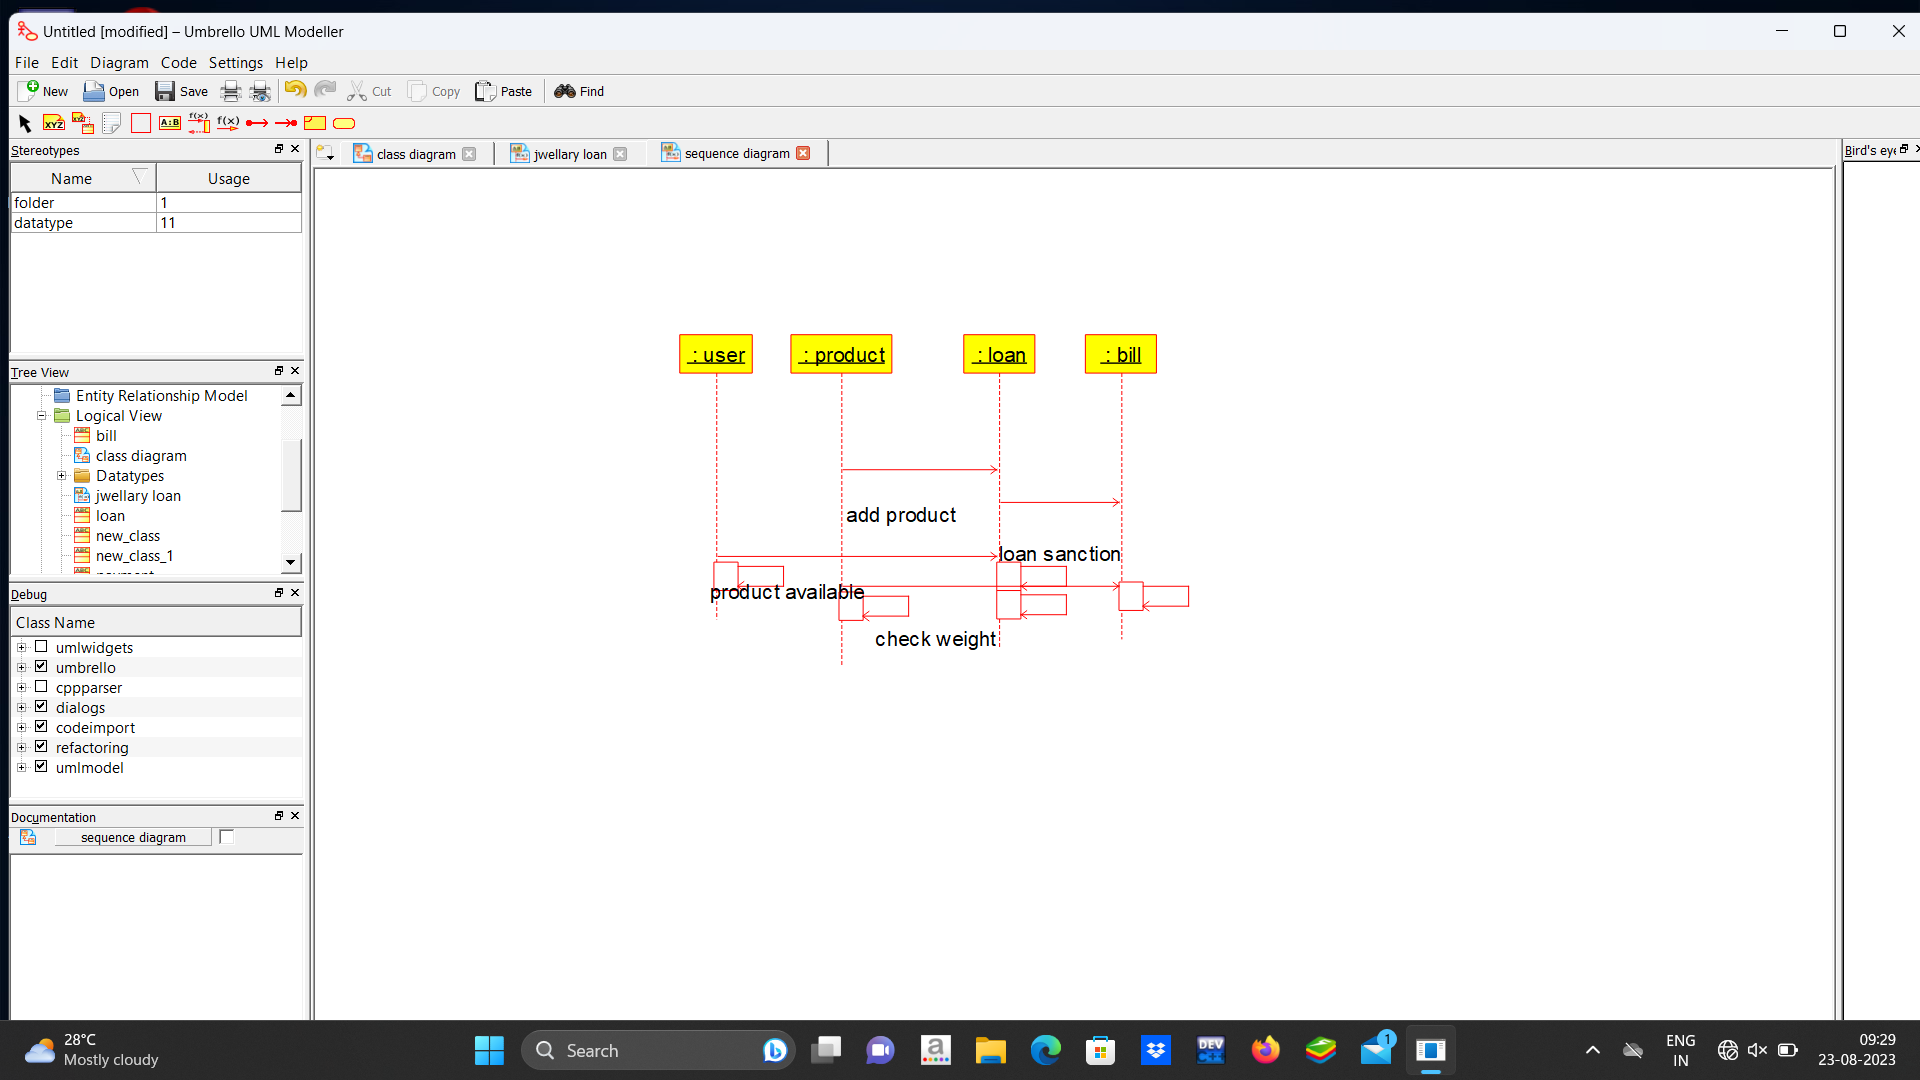 Untitled [modified] – Umbrello UML Modeller
File Edit Diagram Code Settings Help
New Open Save Cut Copy Paste Find
XYZ XYZ A:B f(x) f(x)
Stereotypes
Name Usage
folder 1
datatype 11
Tree View
Entity Relationship Model
Logical View
bill
class diagram
Datatypes
jwellary loan
loan
new_class
new_class_1
Debug
Class Name
umlwidgets
umbrello
cppparser
dialogs
codeimport
refactoring
umlmodel
Documentation
sequence diagram
class diagram jwellary loan sequence diagram
Bird's eye
: user : product : loan : bill
add product
loan sanction
product available
check weight
28°C
Mostly cloudy
Search
a
DEV
C++
1
ENG
IN
09:29
23-08-2023